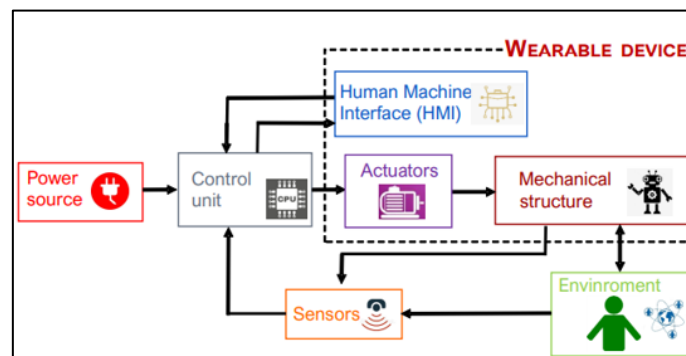 WEARABLE DEVICE
Human Machine
Interface (HMI)
Power
source
Control
unit
CPU
Actuators
Mechanical
structure
Sensors
Envinroment